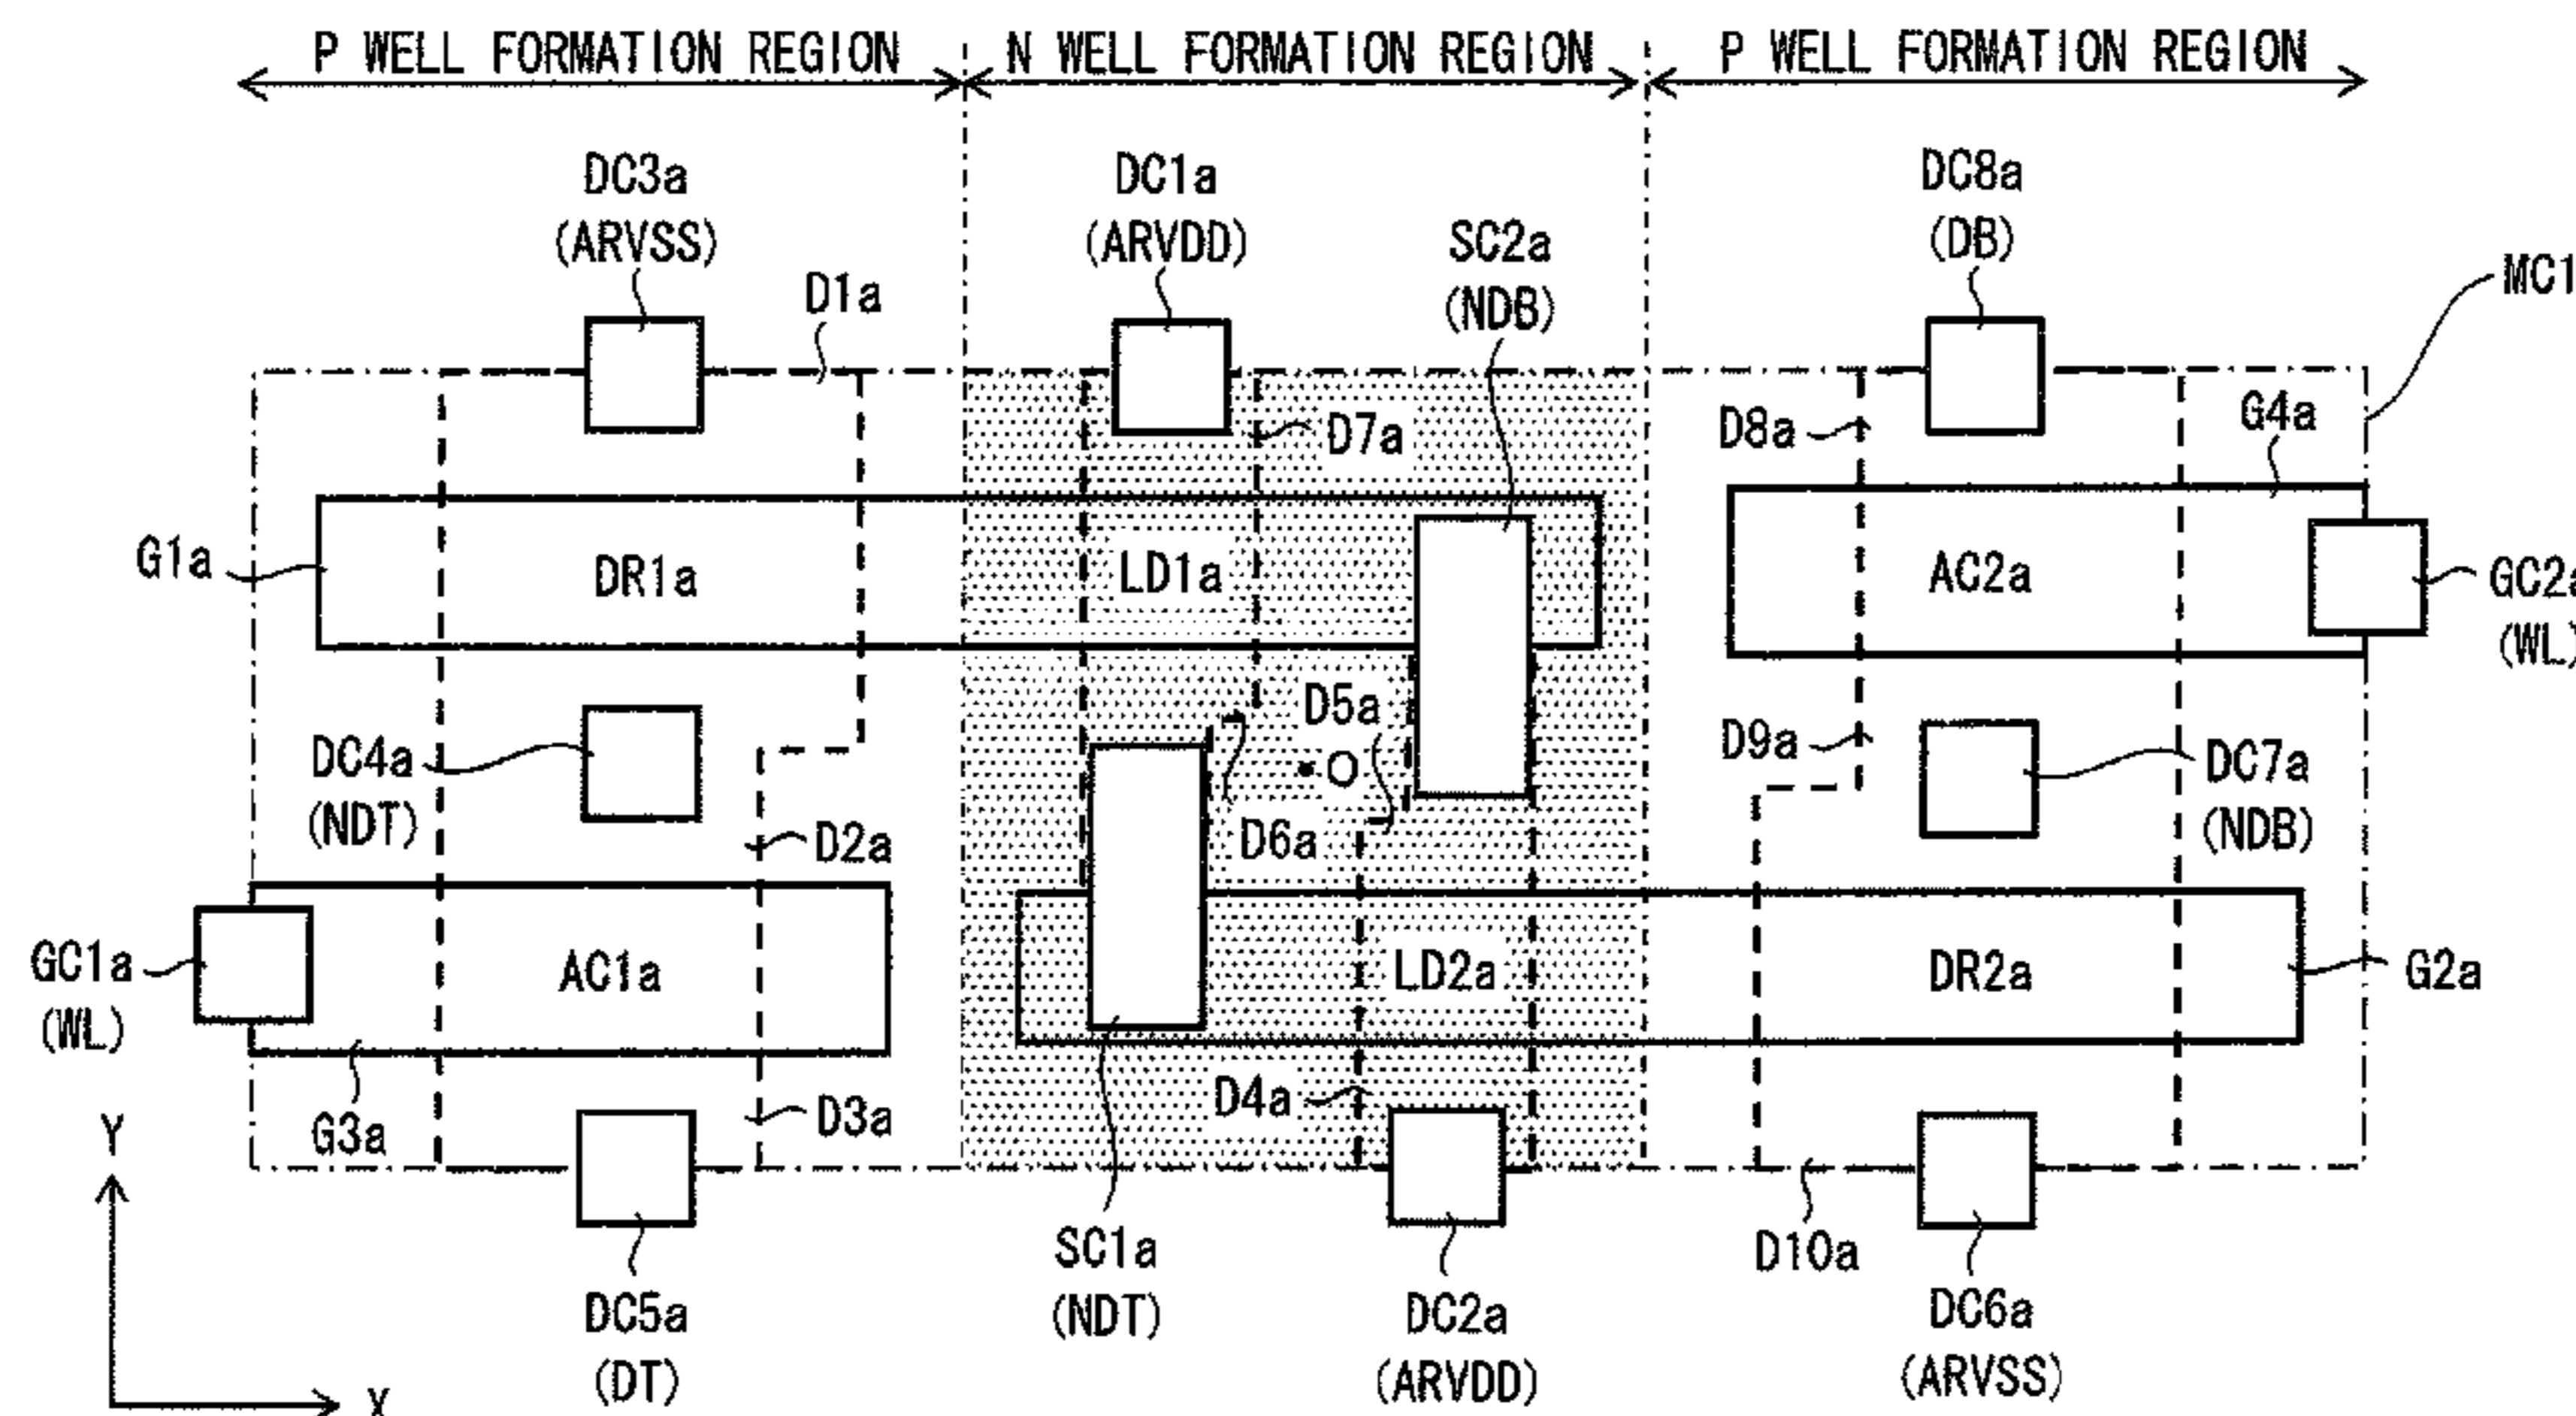 P WELL FORMATION REGION
N WELL FORMATION REGION
P WELL FORMATION REGION
DC3a
(ARVSS)
DC1a
(ARVDD)
SC2a
(NDB)
DC8a
(DB)
MC1
D1a
D7a
D8a
G4a
G1a
DR1a
LD1a
AC2a
GC2a
(WL)
DC4a
(NDT)
D5a
O
D6a
D9a
DC7a
(NDB)
D2a
GC1a
(WL)
AC1a
LD2a
DR2a
G2a
G3a
D3a
D4a
Y
X
SC1a
(NDT)
D10a
DC5a
(DT)
DC2a
(ARVDD)
DC6a
(ARVSS)